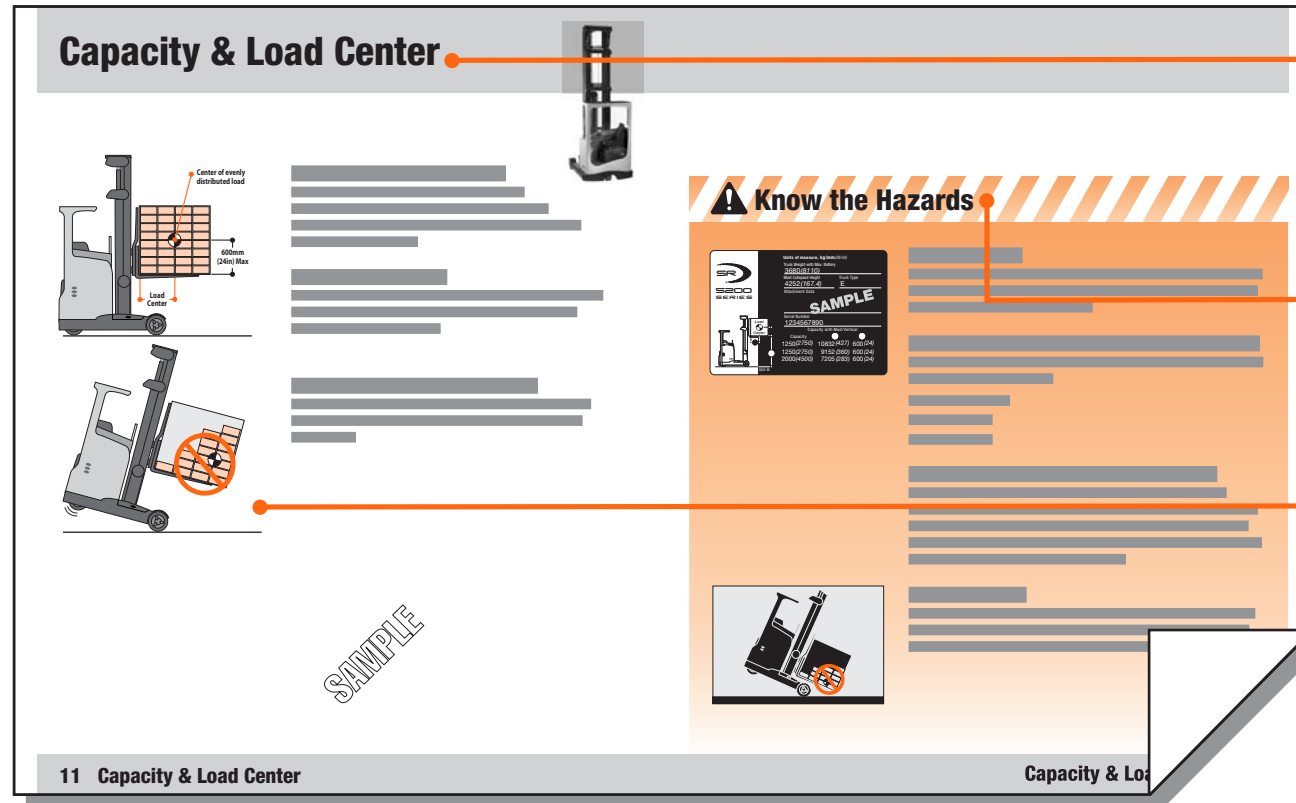 Capacity & Load Center
Center of evenly
distributed load
600mm
(24in) Max
Load
Center
SAMPLE
Know the Hazards
SR
5200
SERIES
Units of measure, kg/mm(lb/in)
Truck Weight with Max. Battery
3680(8110)
Mast Collapsed Height Truck Type
4252(167.4) E
Attachment Data
SAMPLE
Serial Number
1234567890
Capacity with Mast Vertical
Load
Center
Capacity
1250(2750) 10832(427) 600(24)
1250(2750) 9152(360) 600(24)
2000(4500) 7205(283) 600(24)
11 Capacity & Load Center
Capacity & Loa